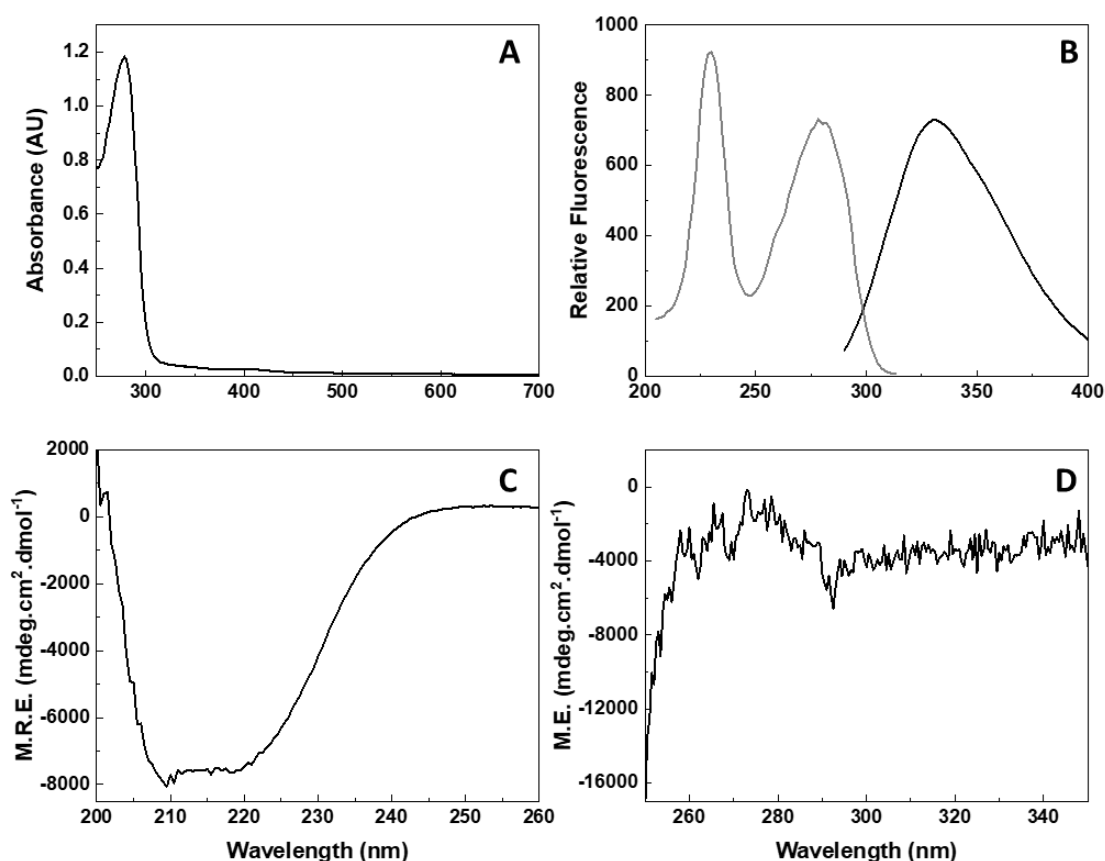 A
Absorbance (AU)
1.2
1.0
0.8
0.6
0.4
0.2
0.0
300 400 500 600 700
B
Relative Fluorescence
1000
800
600
400
200
0
200 250 300 350 400
C
M.R.E. (mdeg.cm².dmol⁻¹)
2000
0
-2000
-4000
-6000
-8000
200 210 220 230 240 250 260
Wavelength (nm)
D
M.E. (mdeg.cm².dmol⁻¹)
0
-4000
-8000
-12000
-16000
260 280 300 320 340
Wavelength (nm)